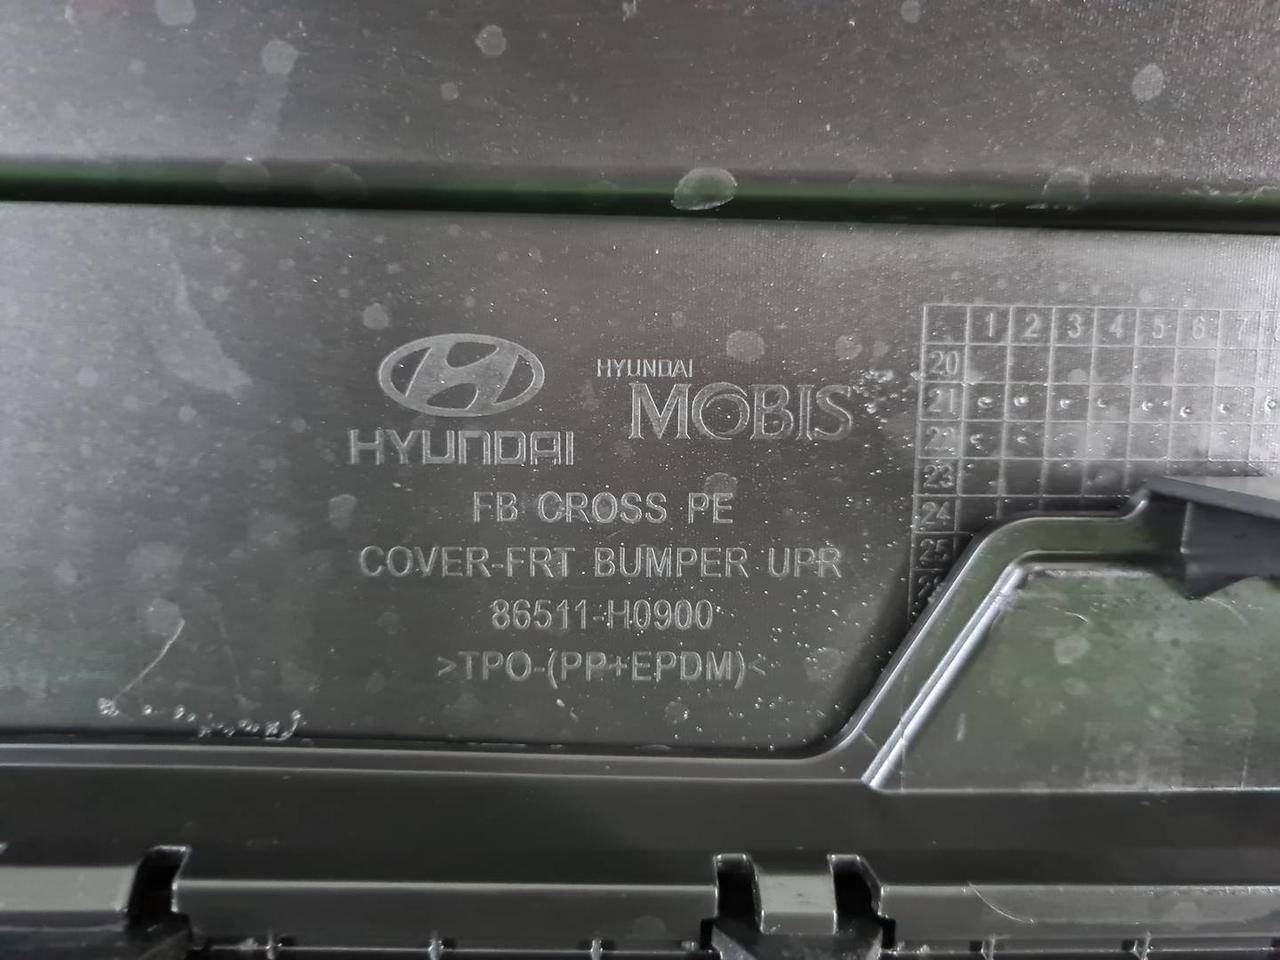 HYUNDAI
HYUNDAI
MOBIS
FB CROSS PE
COVER-FRT BUMPER UPR
86511-H0900
>TPO-(PP+EPDM)<
1 2 3 4 5 6 7
20
21
22
23
24
25